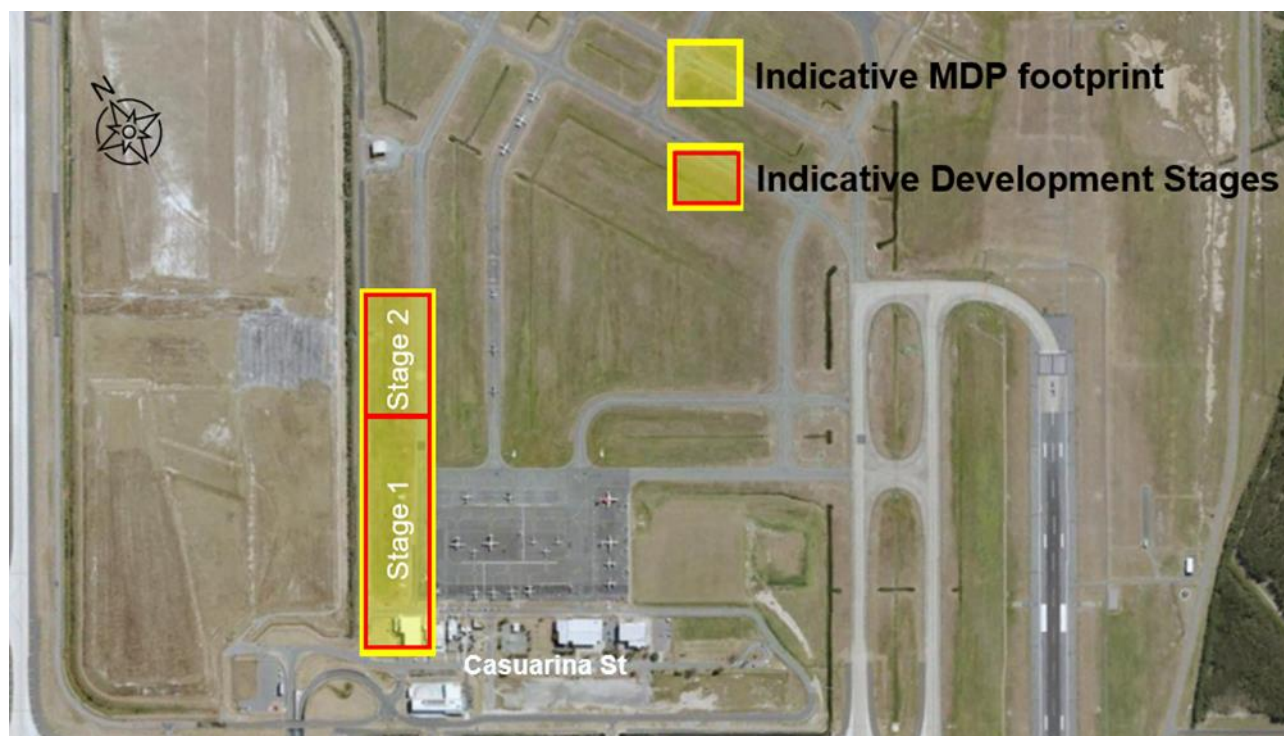 N
Indicative MDP footprint
Indicative Development Stages
Stage 2
Stage 1
Casuarina St